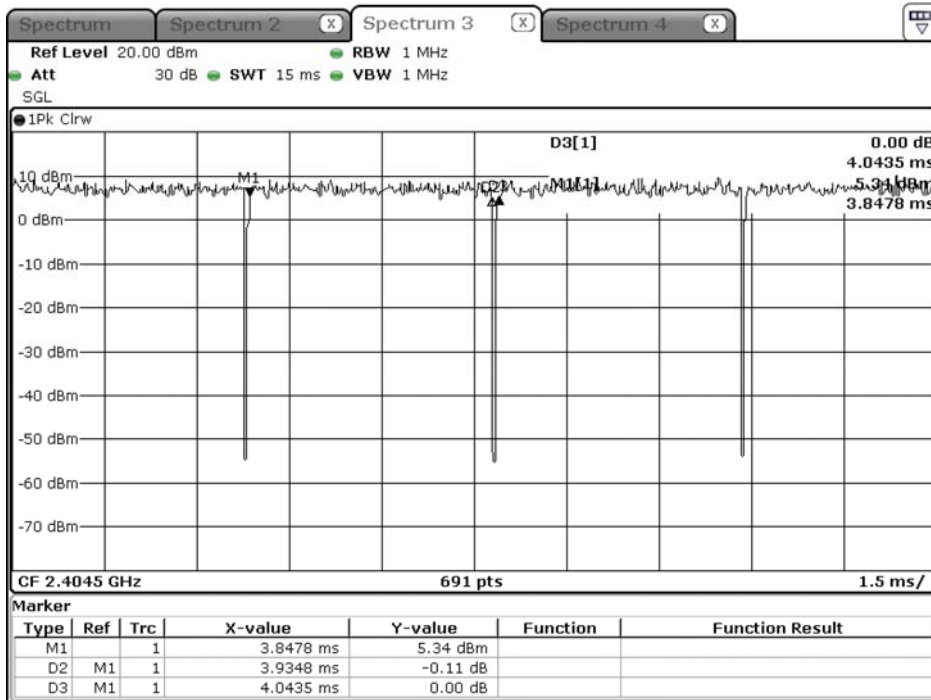 Spectrum Spectrum 2 X Spectrum 3 X Spectrum 4 X
Ref Level 20.00 dBm RBW 1 MHz
Att 30 dB SWT 15 ms VBW 1 MHz
SGL
1Pk Clrw
D3[1] 0.00 dB
4.0435 ms
10 dBm M1 M1[1] 5.34 dBm
3.8478 ms
0 dBm
-10 dBm
-20 dBm
-30 dBm
-40 dBm
-50 dBm
-60 dBm
-70 dBm
CF 2.4045 GHz 691 pts 1.5 ms/
Marker
Type Ref Trc X-value Y-value Function Function Result
M1 1 3.8478 ms 5.34 dBm
D2 M1 1 3.9348 ms -0.11 dB
D3 M1 1 4.0435 ms 0.00 dB